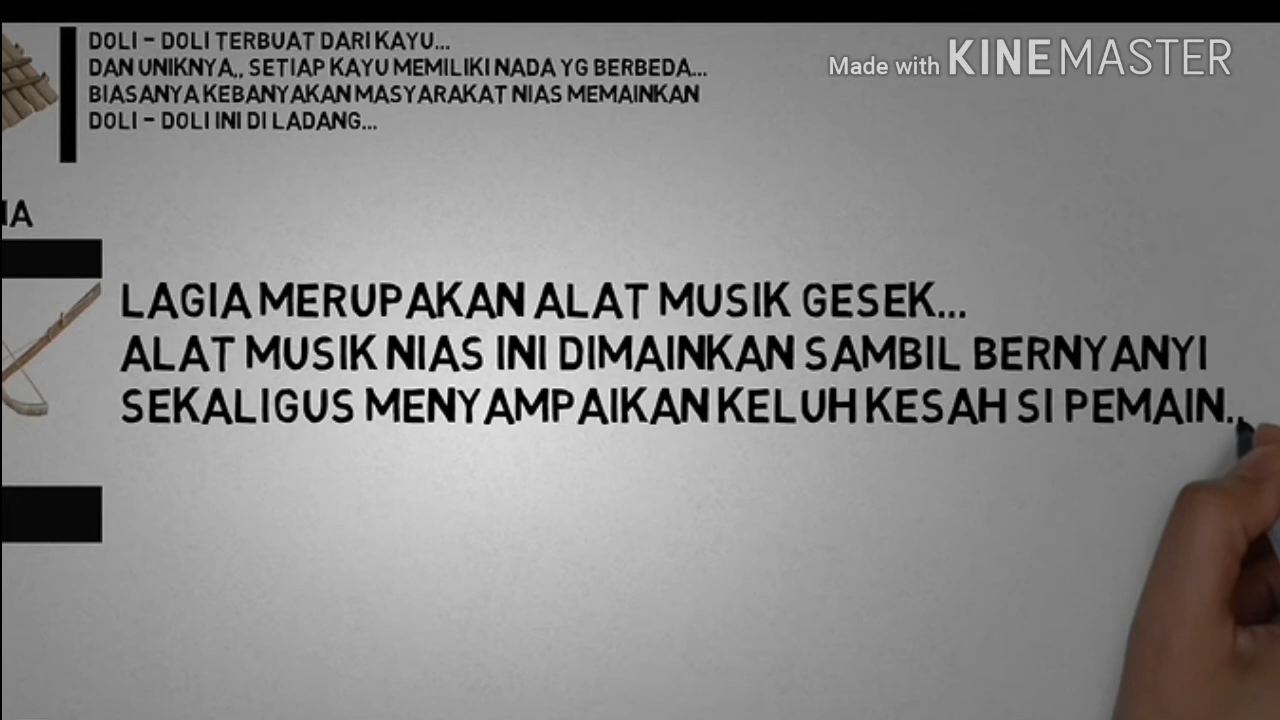 DOLI - DOLI TERBUAT DARI KAYU...
DAN UNIKNYA,, SETIAP KAYU MEMILIKI NADA YG BERBEDA...
BIASANYA KEBANYAKAN MASYARAKAT NIAS MEMAINKAN
DOLI - DOLI INI DI LADANG...
Made with KINEMASTER
IA
LAGIA MERUPAKAN ALAT MUSIK GESEK...
ALAT MUSIK NIAS INI DIMAINKAN SAMBIL BERNYANYI
SEKALIGUS MENYAMPAIKAN KELUH KESAH SI PEMAIN..